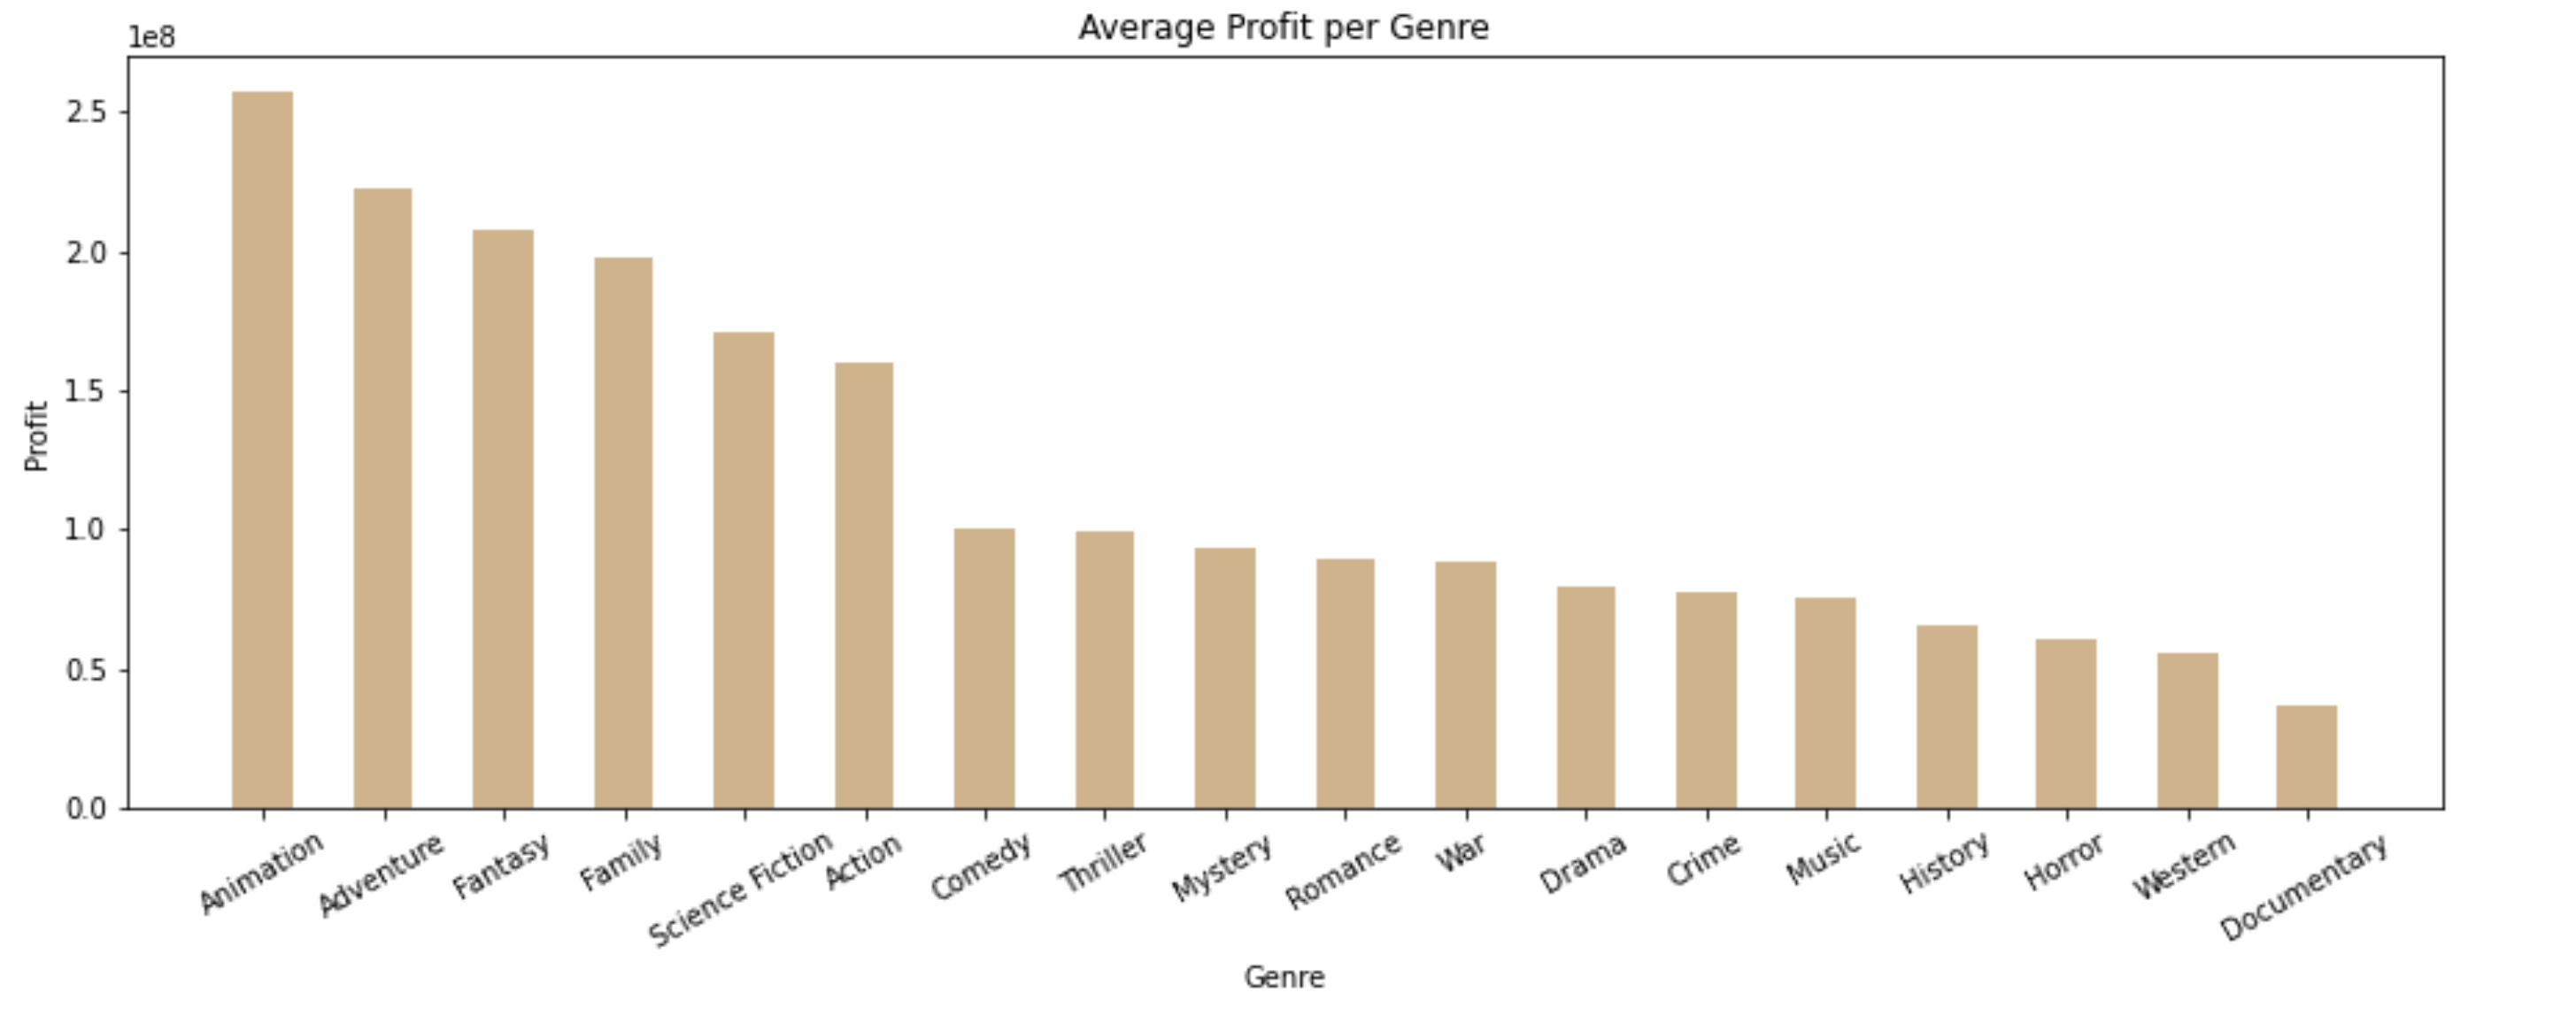 Average Profit per Genre
1e8
2.5
2.0
1.5
1.0
0.5
0.0
Profit
Animation
Adventure
Fantasy
Family
Science Fiction
Action
Comedy
Thriller
Mystery
Romance
War
Drama
Crime
Music
History
Horror
Western
Documentary
Genre